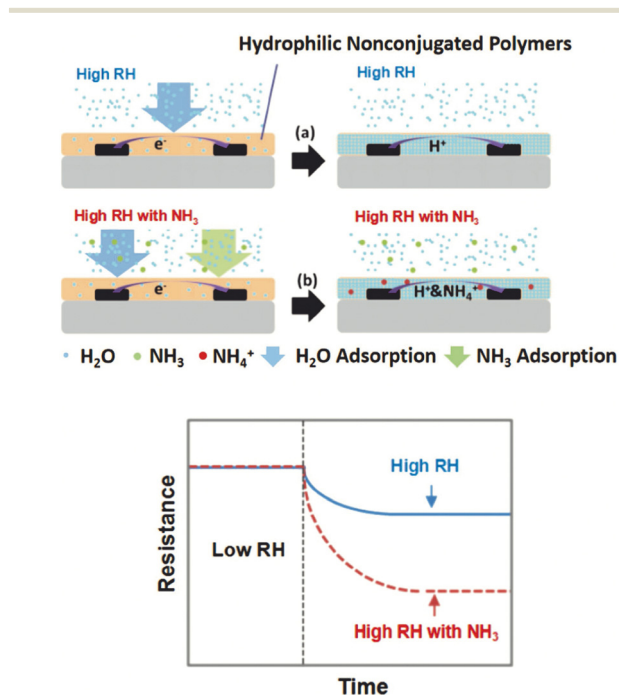 Hydrophilic Nonconjugated Polymers
High RH
High RH
(a)
e-
H+
High RH with NH3
High RH with NH3
(b)
e-
H+&NH4+
H2O
NH3
NH4+
H2O Adsorption
NH3 Adsorption
Resistance
High RH
Low RH
High RH with NH3
Time